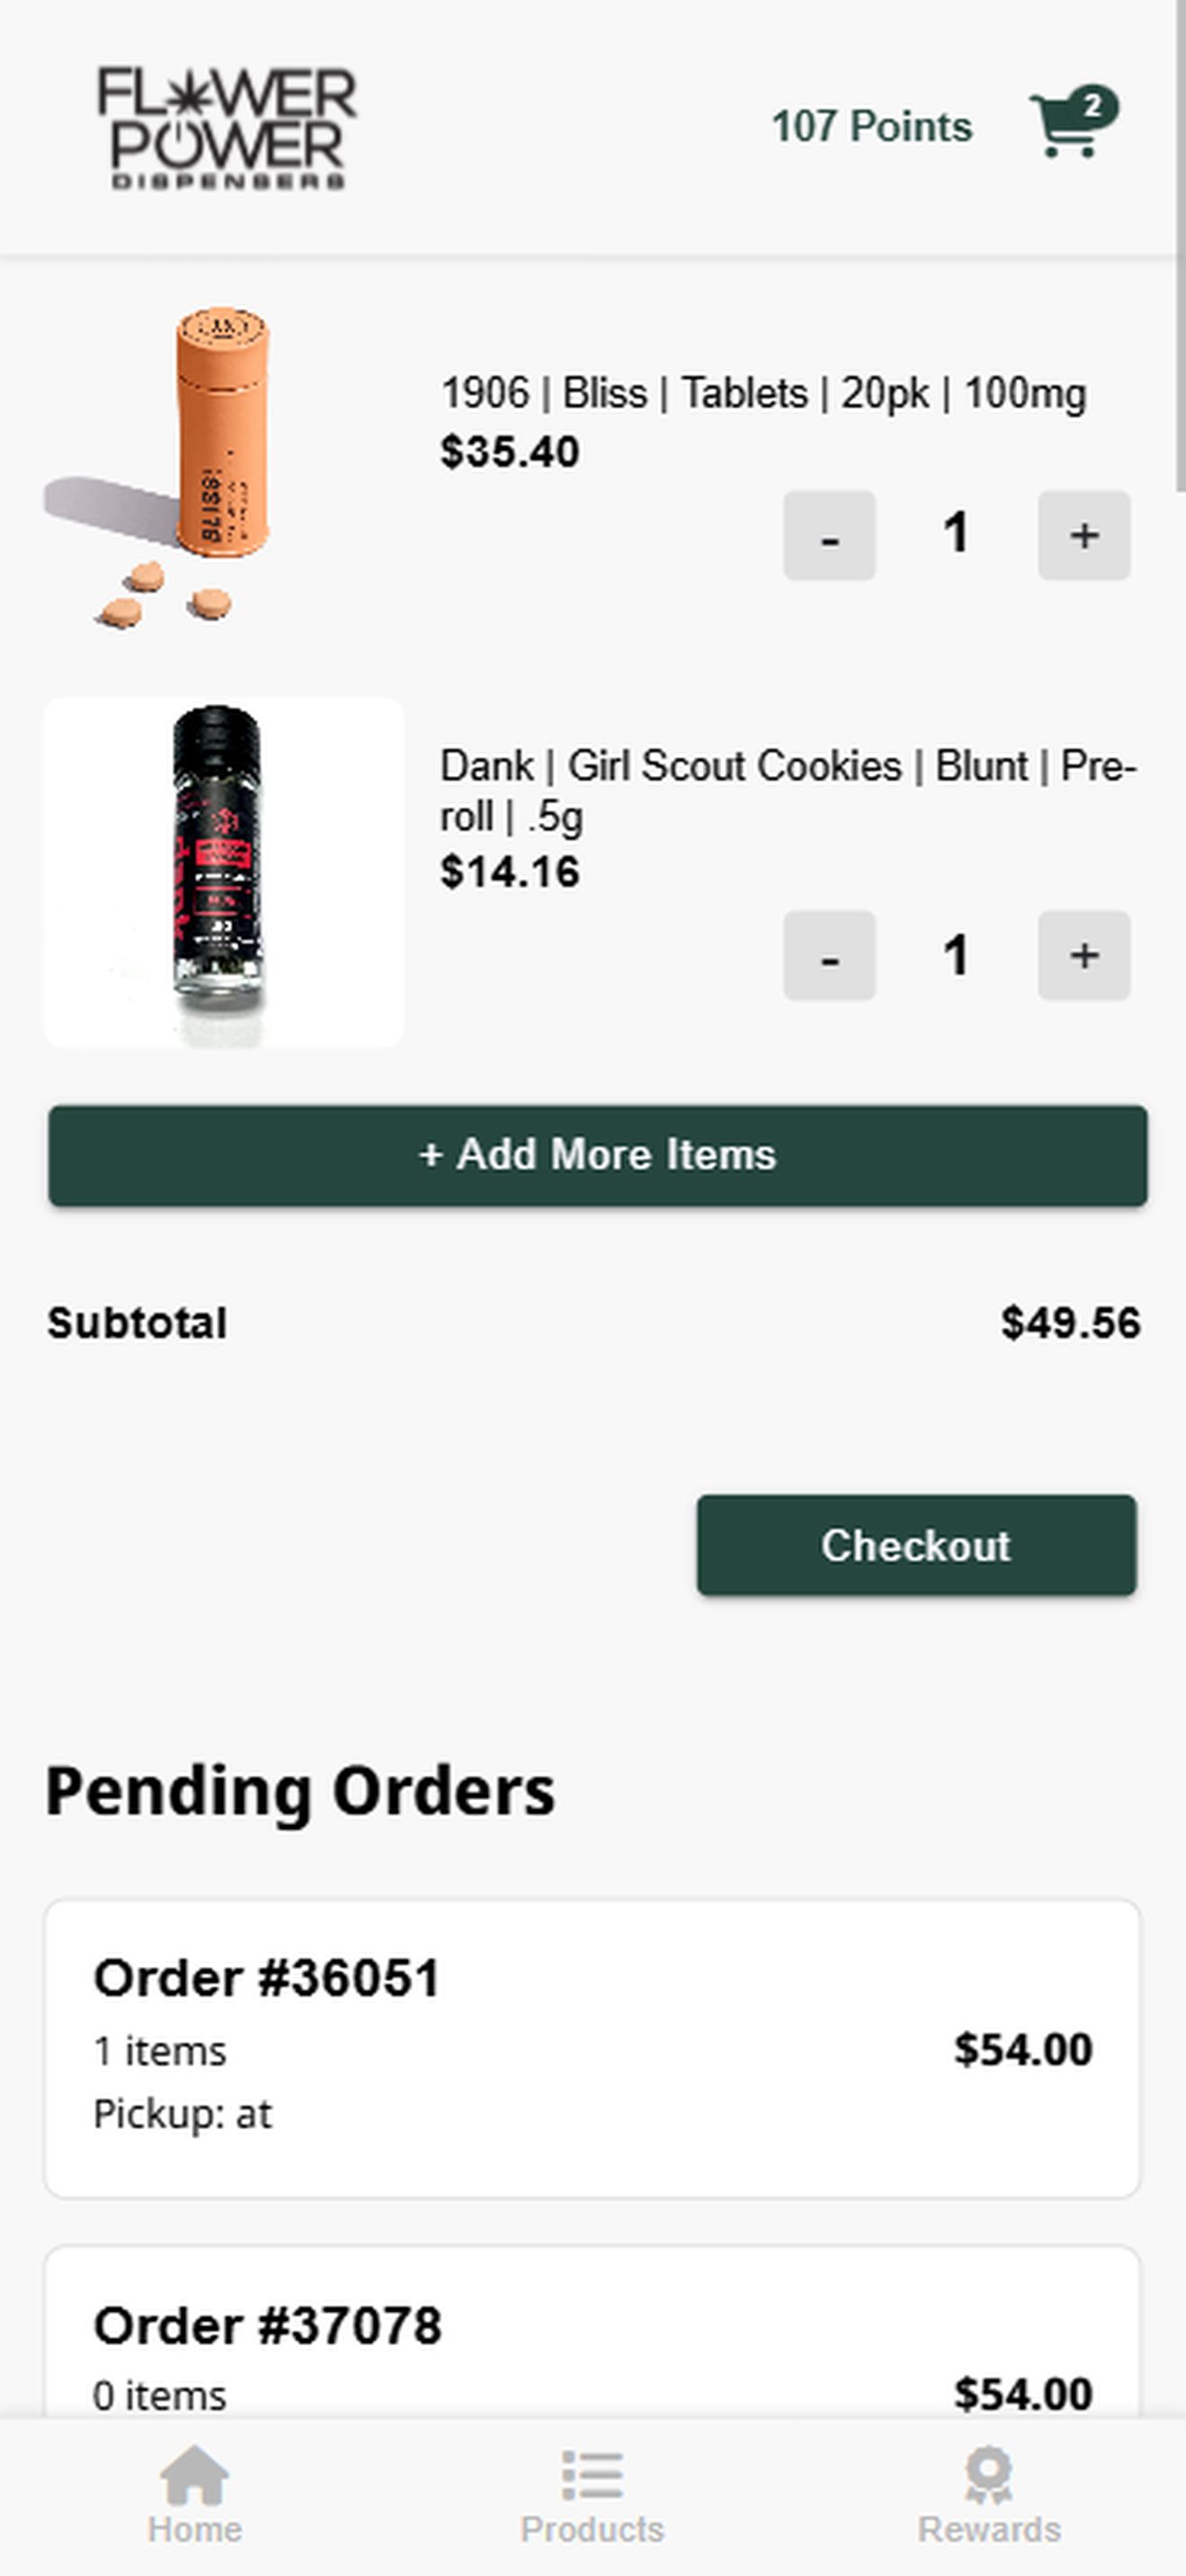 FLOWER
POWER
DISPENSERS
107 Points
2
1906 | Bliss | Tablets | 20pk | 100mg
$35.40
- 1 +
Dank | Girl Scout Cookies | Blunt | Pre-
roll | .5g
$14.16
- 1 +
+ Add More Items
Subtotal $49.56
Checkout
Pending Orders
Order #36051
1 items $54.00
Pickup: at
Order #37078
0 items $54.00
Home Products Rewards